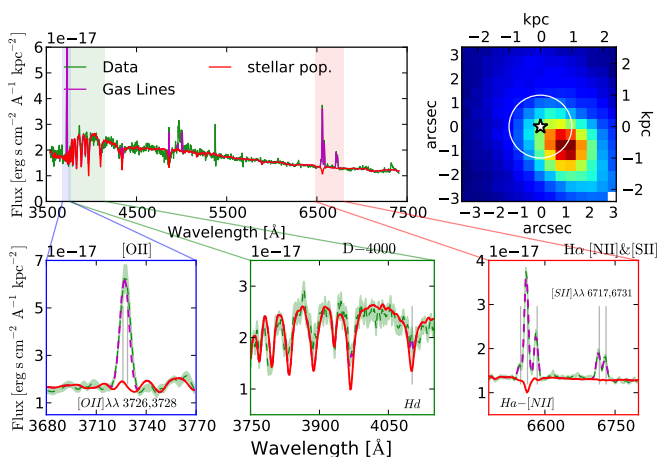 1e−17
Flux [erg s cm⁻² A⁻¹ kpc⁻²]
6
5
4
3
2
1
0
Data
Gas Lines
stellar pop.
3500
4500
5500
6500
7500
Wavelength [Å]
kpc
−2 −1 0 1 2
arcsec
3
2
1
0
−1
−2
−3
kpc
2
1
0
−1
−2
−3 −2 −1 0 1 2 3
arcsec
1e−17
[OII]
Flux [erg s cm⁻² A⁻¹ kpc⁻²]
7
5
3
1
[OII]λλ 3726,3728
3680 3710 3740 3770
1e−17
D−4000
3
2
1
0
Hd
3750 3850 3950 4050
Wavelength [Å]
1e−17
Hα [NII]&[SII]
4
3
2
1
[SII]λλ 6717,6731
Ha−[NII]
6600
6750